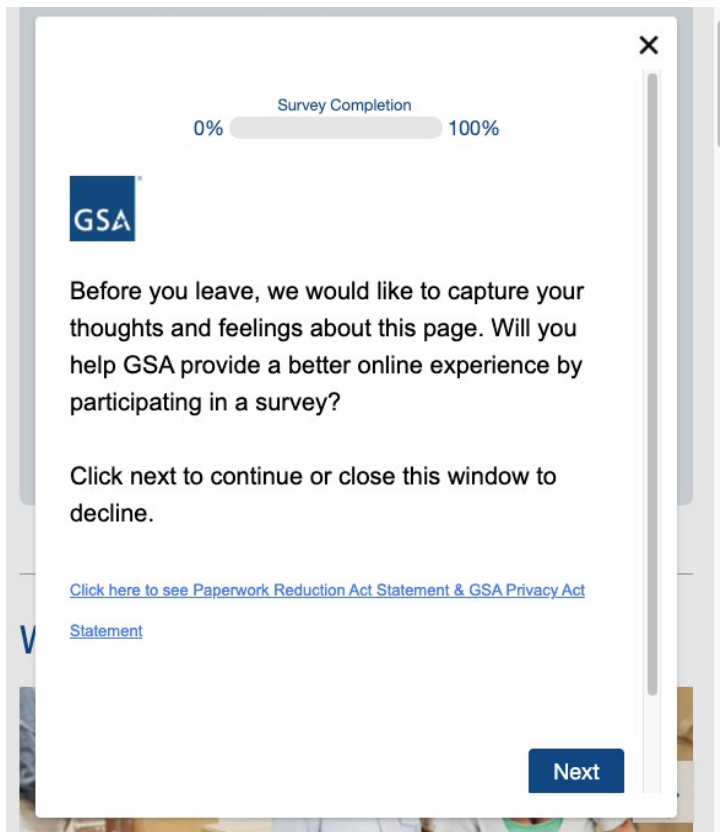 Survey Completion
0% 100%
GSA
Before you leave, we would like to capture your
thoughts and feelings about this page. Will you
help GSA provide a better online experience by
participating in a survey?
Click next to continue or close this window to
decline.
Click here to see Paperwork Reduction Act Statement & GSA Privacy Act
Statement
Next